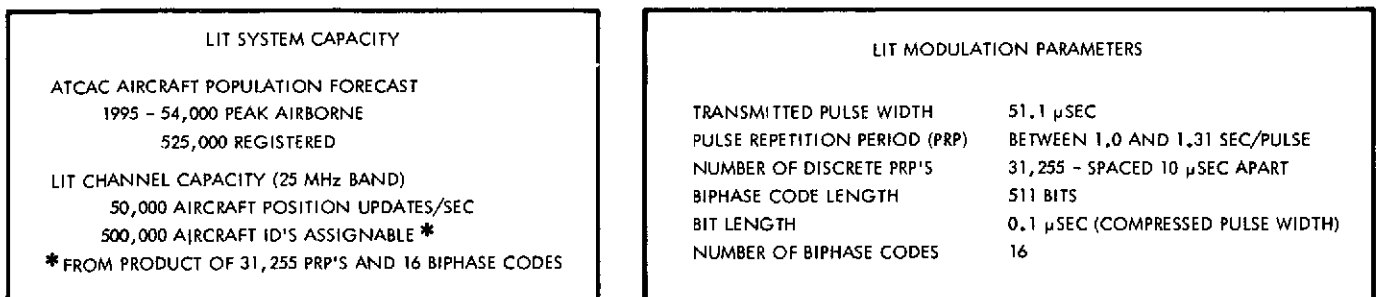 LIT SYSTEM CAPACITY
ATCAC AIRCRAFT POPULATION FORECAST
1995 - 54,000 PEAK AIRBORNE
525,000 REGISTERED
LIT CHANNEL CAPACITY (25 MHz BAND)
50,000 AIRCRAFT POSITION UPDATES/SEC
500,000 AIRCRAFT ID'S ASSIGNABLE *
* FROM PRODUCT OF 31,255 PRP'S AND 16 BIPHASE CODES
LIT MODULATION PARAMETERS
TRANSMITTED PULSE WIDTH 51.1 μSEC
PULSE REPETITION PERIOD (PRP) BETWEEN 1.0 AND 1.31 SEC/PULSE
NUMBER OF DISCRETE PRP'S 31,255 - SPACED 10 μSEC APART
BIPHASE CODE LENGTH 511 BITS
BIT LENGTH 0.1 μSEC (COMPRESSED PULSE WIDTH)
NUMBER OF BIPHASE CODES 16